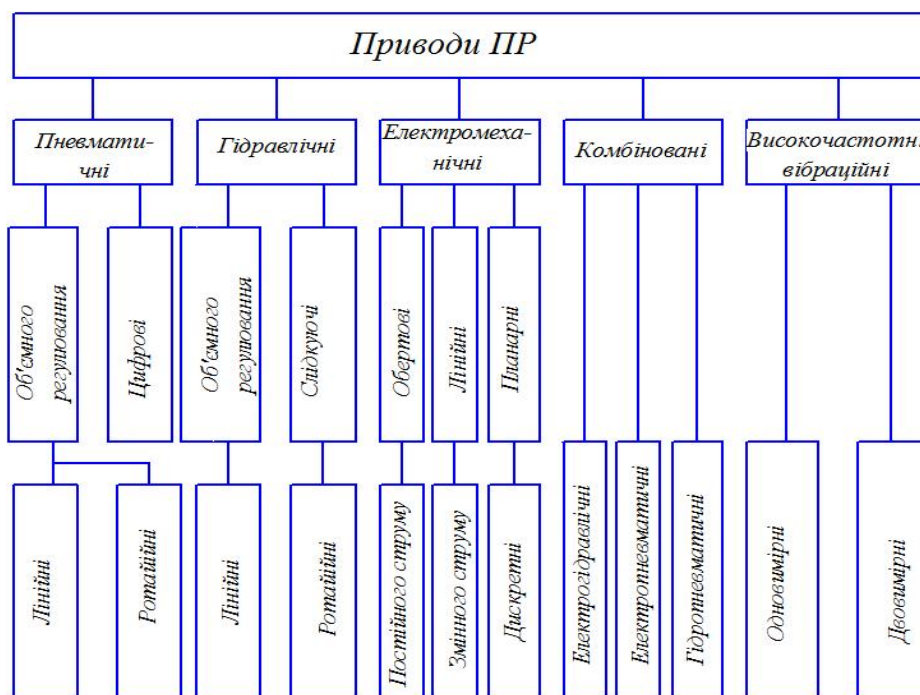 Приводи ПР
Пневмати-
чні
Гідравлічні
Електромеха-
нічні
Комбіновані
Високочастотні
вібраційні
Об'ємного
регулювання
Цифрові
Об'ємного
регулювання
Слідкуючі
Обертові
Лінійні
Планарні
Лінійні
Ротаційні
Лінійні
Ротаційні
Постійного струму
Змінного струму
Дискретні
Електрогідравлічні
Електропневматичні
Гідропневматичні
Одновимірні
Двовимірні